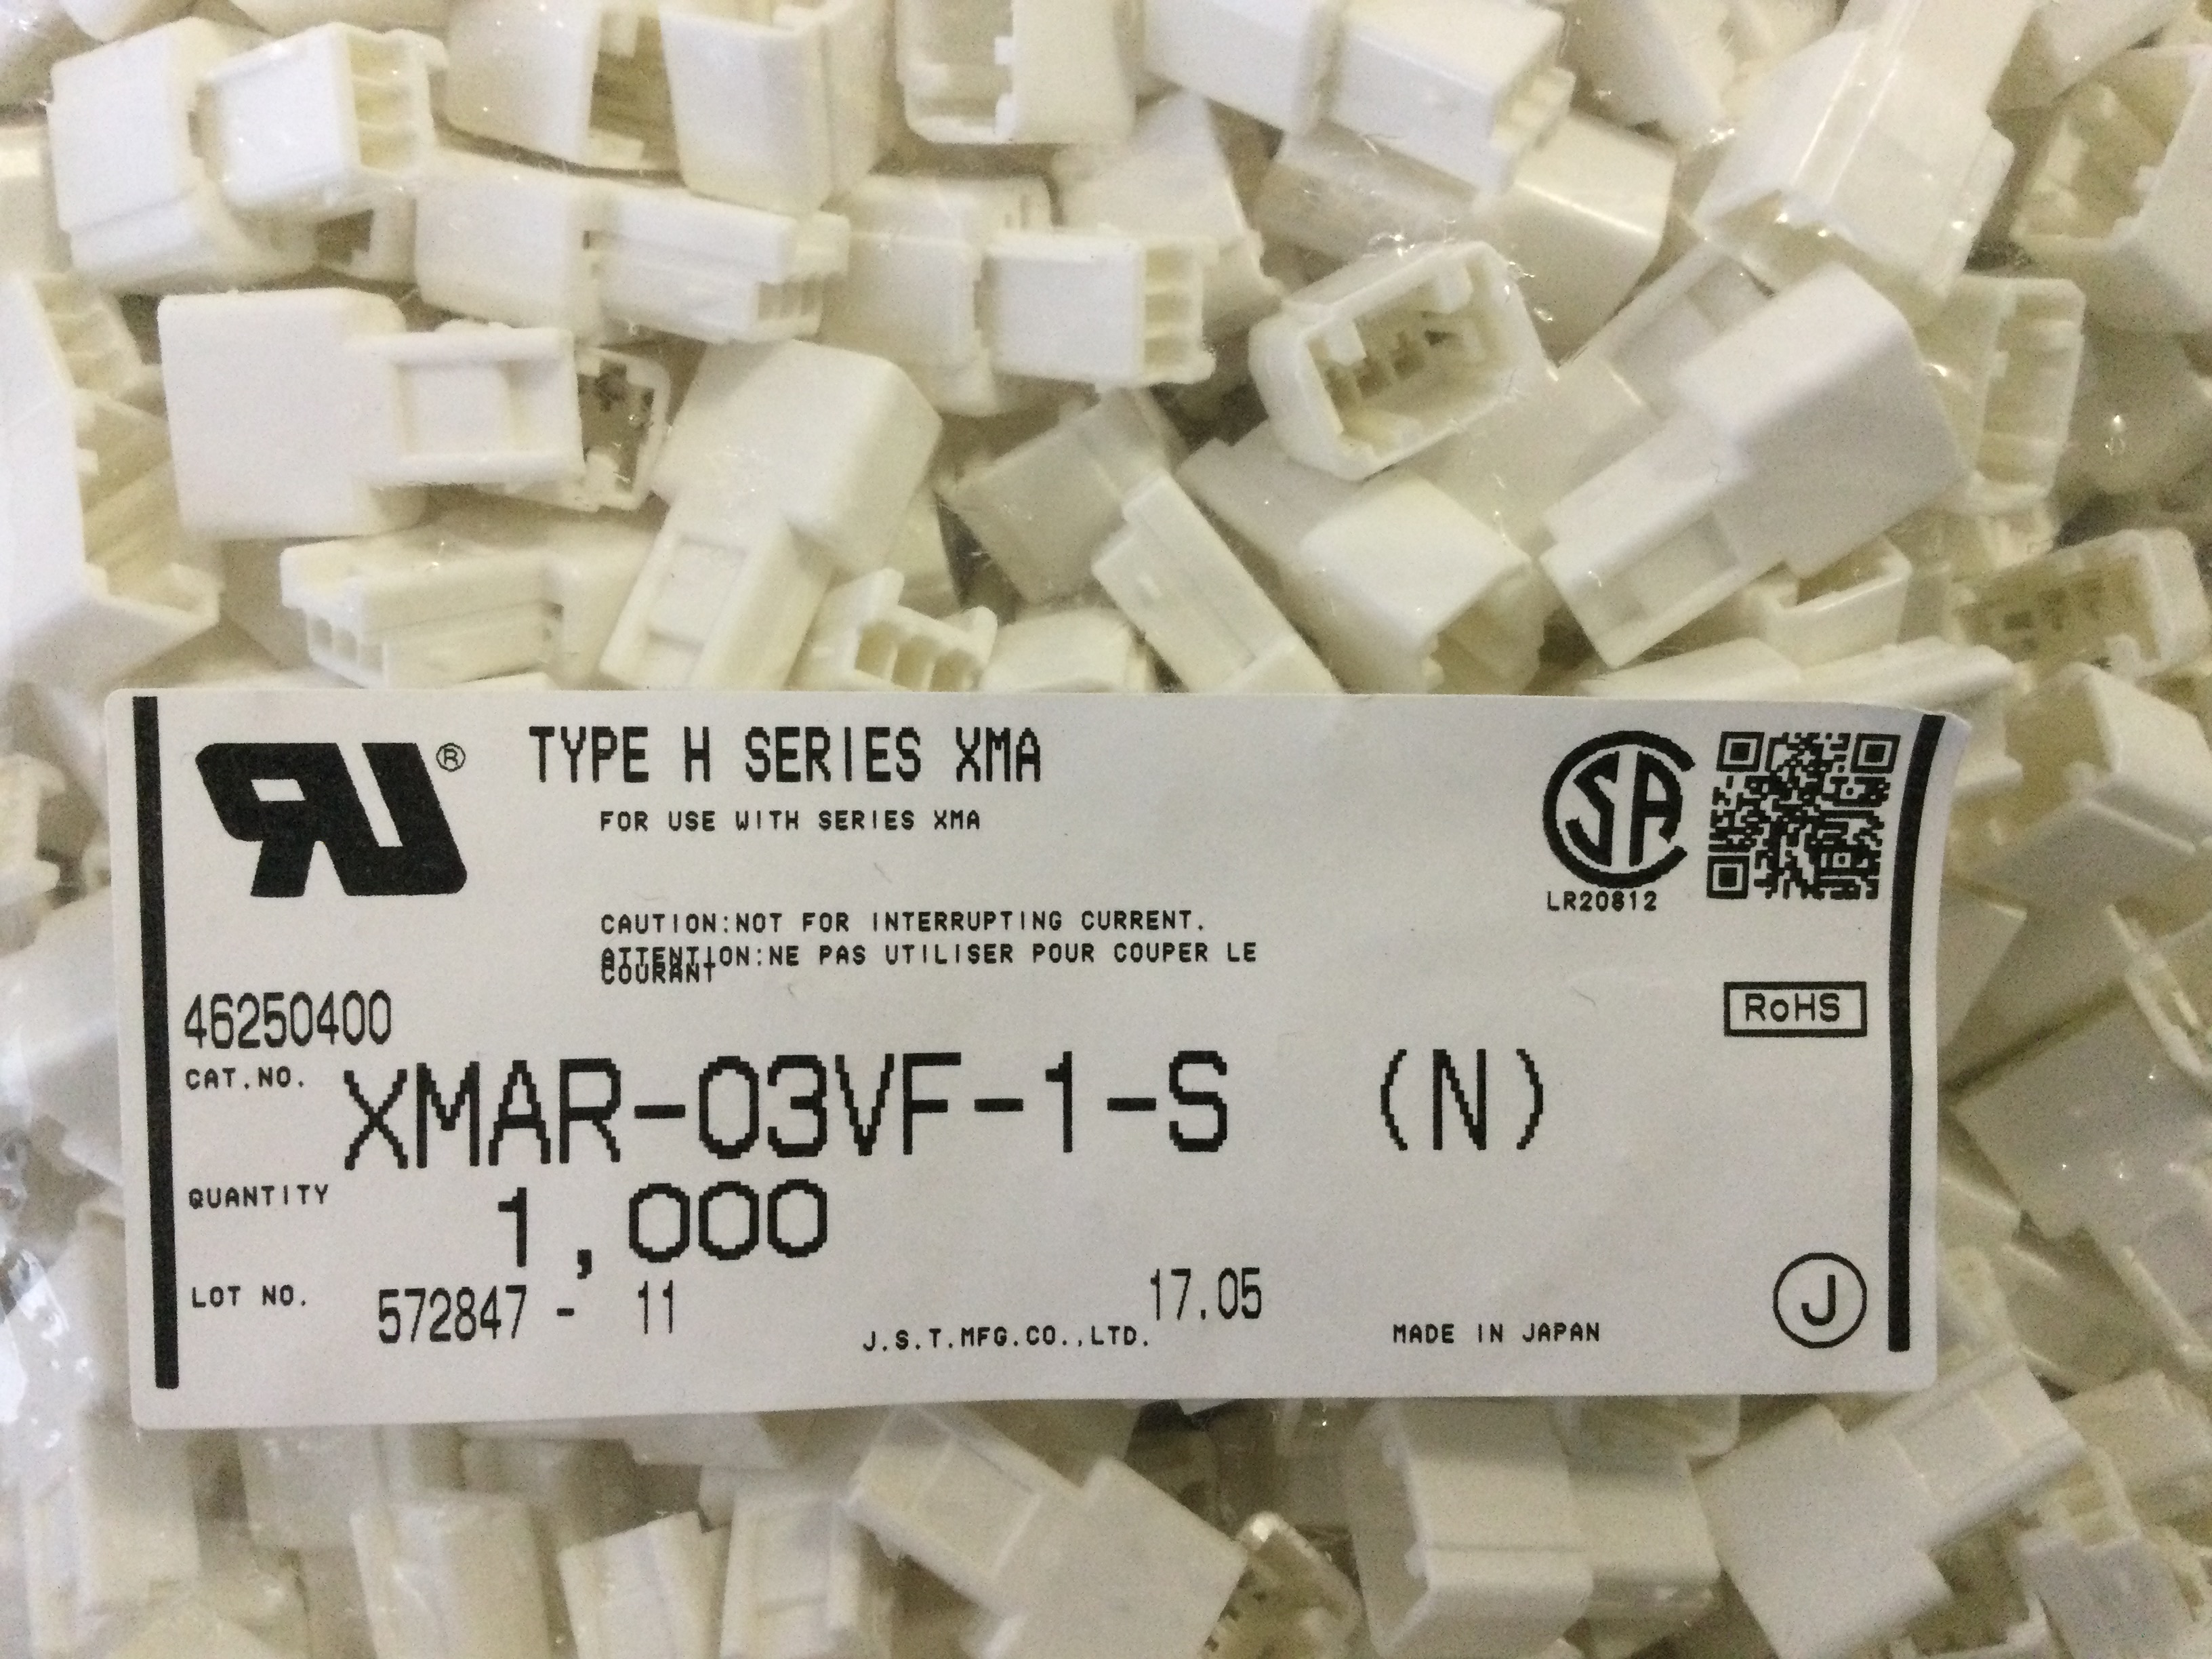 RU® TYPE H SERIES XMA
FOR USE WITH SERIES XMA
SA
LR20812
CAUTION:NOT FOR INTERRUPTING CURRENT.
ATTENTION:NE PAS UTILISER POUR COUPER LE
COURANT
46250400
RoHS
CAT.NO. XMAR-03VF-1-S (N)
QUANTITY 1,000
LOT NO. 572847 - 11 17.05
J.S.T.MFG.CO.,LTD. MADE IN JAPAN
J